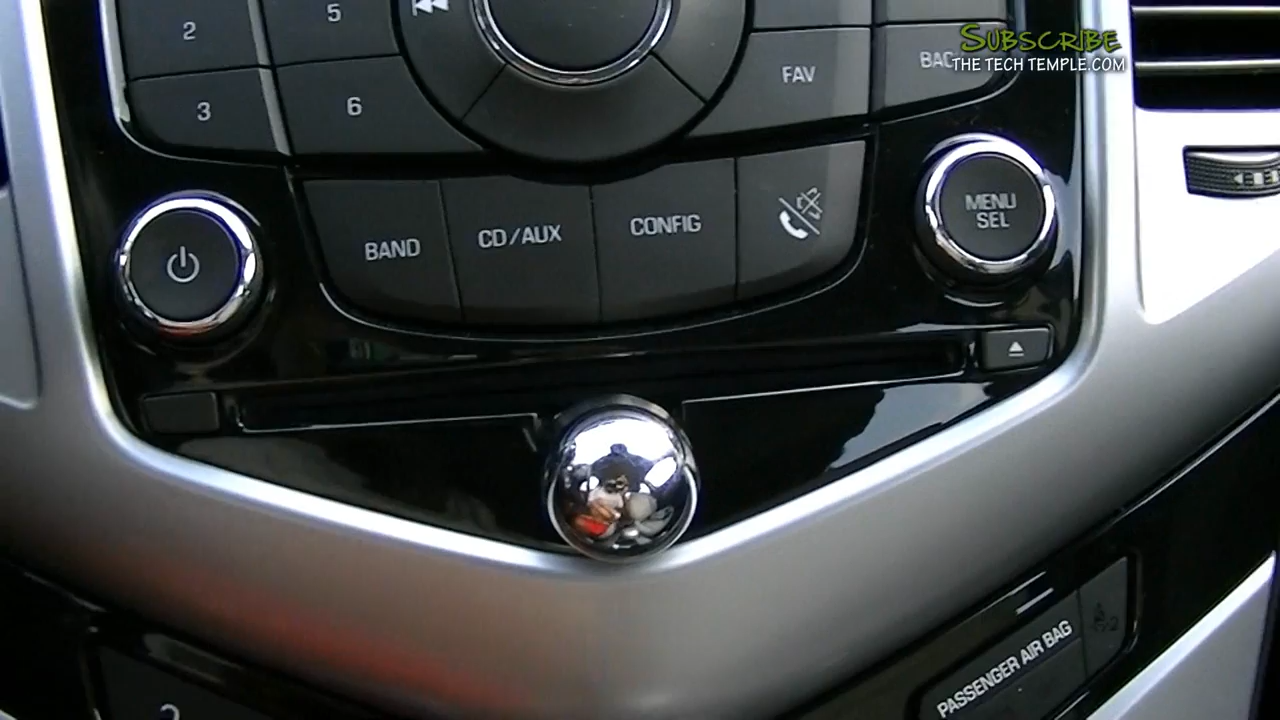 SUBSCRIBE
THE TECH TEMPLE.COM
2
5
FAV
3
6
BAND
CD/AUX
CONFIG
MENU
SEL
PASSENGER AIR BAG